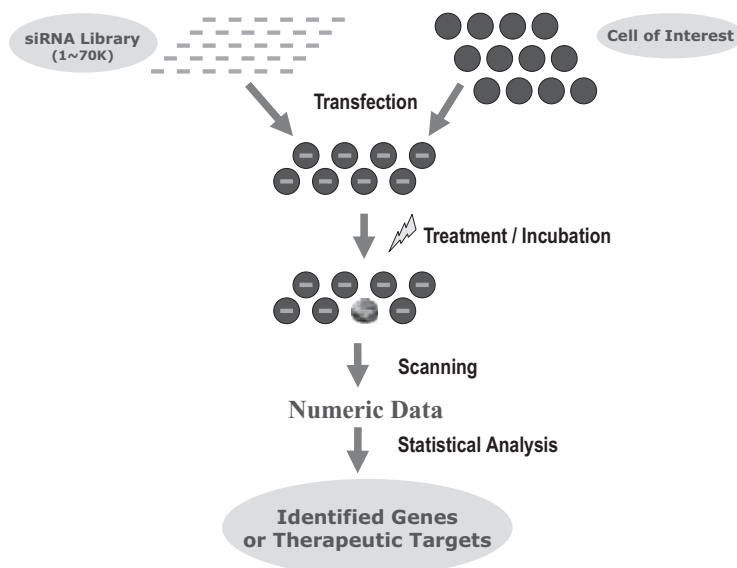 siRNA Library
(1~70K)
Cell of Interest
Transfection
Treatment / Incubation
Scanning
Numeric Data
Statistical Analysis
Identified Genes
or Therapeutic Targets